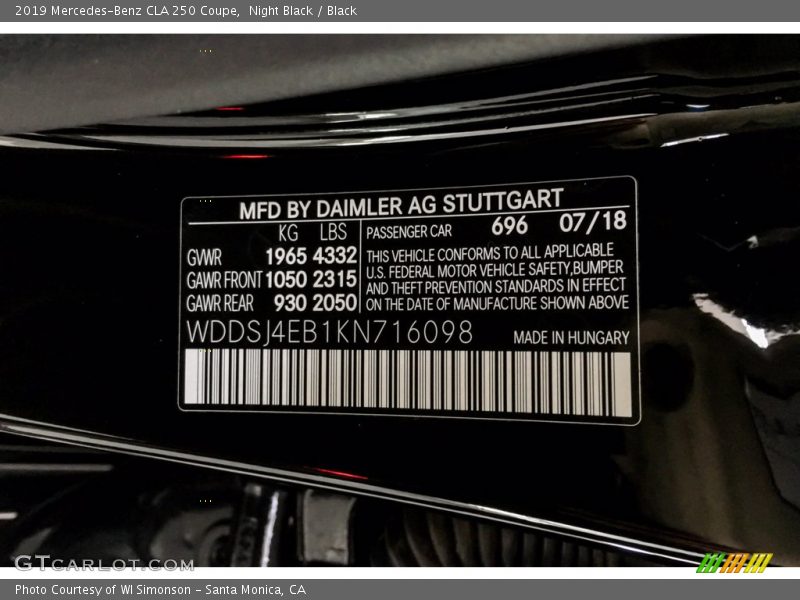 2019 Mercedes-Benz CLA 250 Coupe, Night Black / Black
MFD BY DAIMLER AG STUTTGART
KG LBS
GVWR 1965 4332
GAWR FRONT 1050 2315
GAWR REAR 930 2050
PASSENGER CAR 696 07/18
THIS VEHICLE CONFORMS TO ALL APPLICABLE
U.S. FEDERAL MOTOR VEHICLE SAFETY, BUMPER
AND THEFT PREVENTION STANDARDS IN EFFECT
ON THE DATE OF MANUFACTURE SHOWN ABOVE
WDDSJ4EB1KN716098 MADE IN HUNGARY
GTCARLOT.COM
Photo Courtesy of WI Simonson - Santa Monica, CA